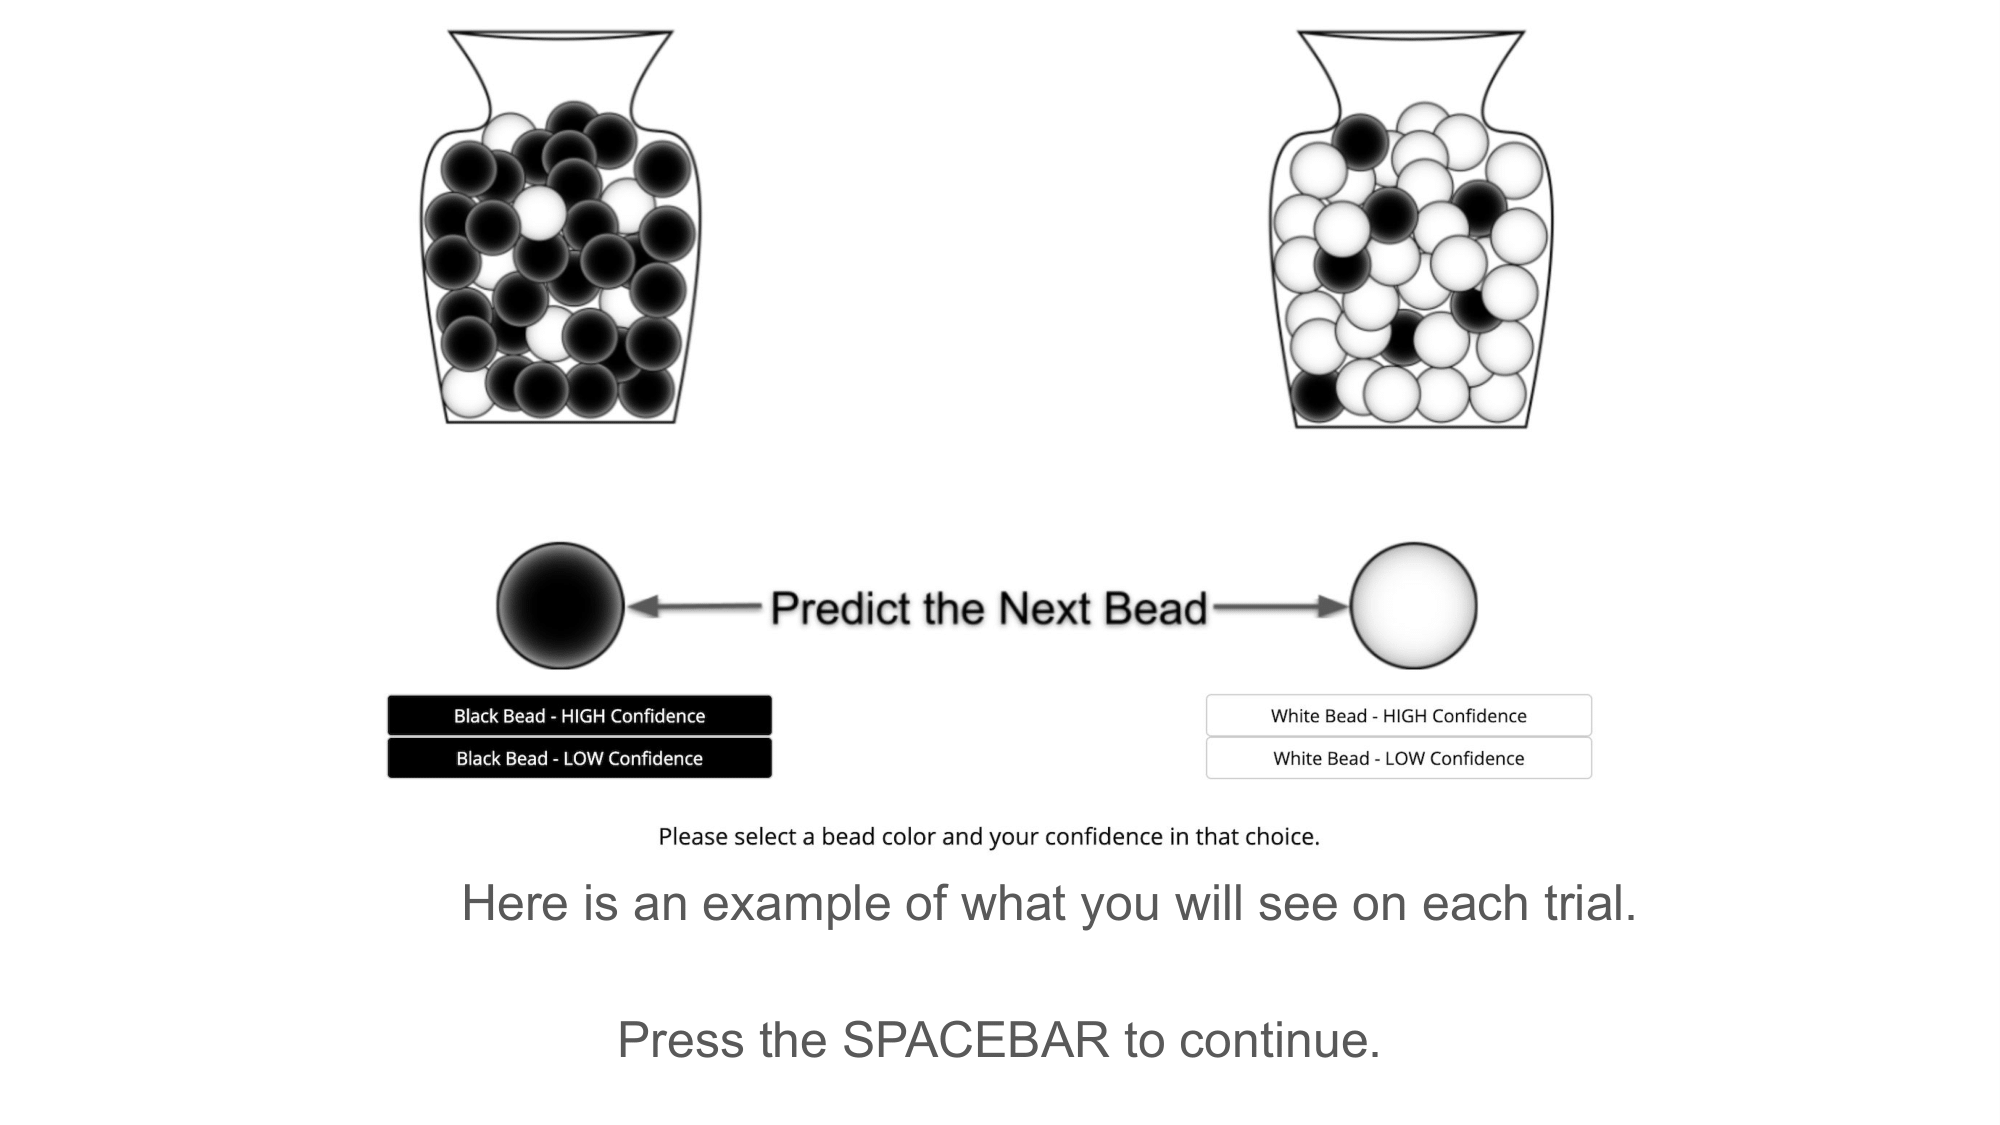 Predict the Next Bead
Black Bead - HIGH Confidence
White Bead - HIGH Confidence
Black Bead - LOW Confidence
White Bead - LOW Confidence
Please select a bead color and your confidence in that choice.
Here is an example of what you will see on each trial.
Press the SPACEBAR to continue.